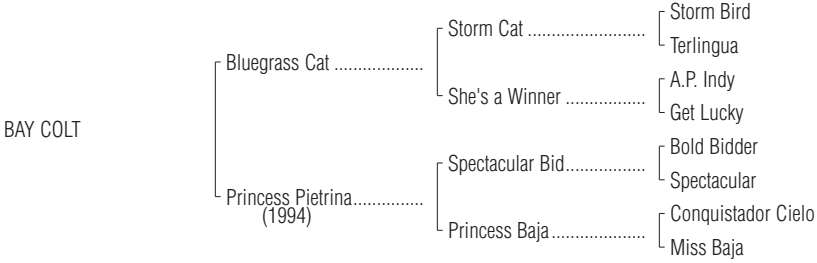 Storm Bird
Storm Cat ........................
Terlingua
Bluegrass Cat ...................
A.P. Indy
She's a Winner .................
Get Lucky
BAY COLT
Bold Bidder
Spectacular Bid.................
Spectacular
Princess Pietrina...............
(1994)
Conquistador Cielo
Princess Baja ....................
Miss Baja